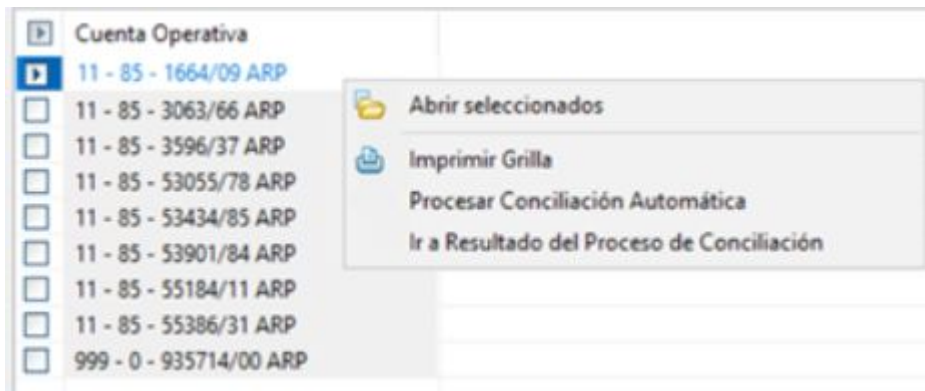 Cuenta Operativa
11 - 85 - 1664/09 ARP
11 - 85 - 3063/66 ARP
11 - 85 - 3596/37 ARP
11 - 85 - 53055/78 ARP
11 - 85 - 53434/85 ARP
11 - 85 - 53901/84 ARP
11 - 85 - 55184/11 ARP
11 - 85 - 55386/31 ARP
999 - 0 - 935714/00 ARP
Abrir seleccionados
Imprimir Grilla
Procesar Conciliación Automática
Ir a Resultado del Proceso de Conciliación